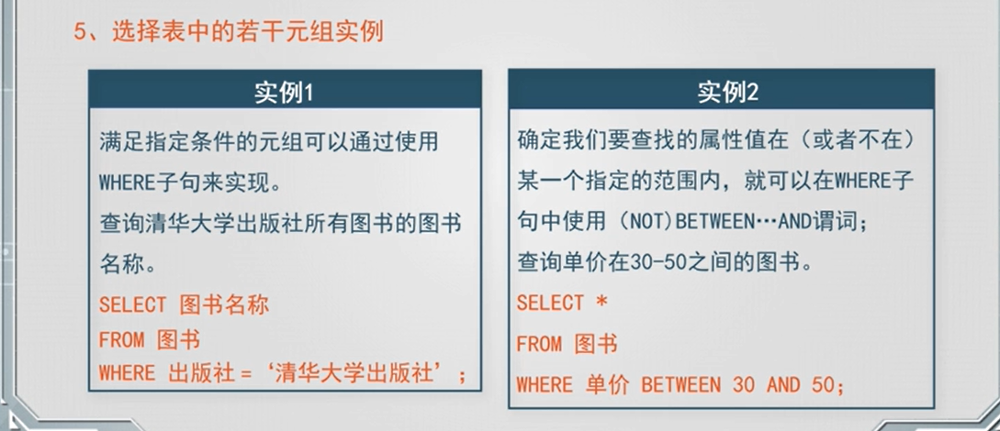 5、选择表中的若干元组实例
实例1
满足指定条件的元组可以通过使用
WHERE子句来实现。
查询清华大学出版社所有图书的图书
名称。
SELECT 图书名称
FROM 图书
WHERE 出版社=‘清华大学出版社’;
实例2
确定我们要查找的属性值在（或者不在）
某一个指定的范围内，就可以在WHERE子
句中使用（NOT)BETWEEN…AND谓词；
查询单价在30-50之间的图书。
SELECT *
FROM 图书
WHERE 单价 BETWEEN 30 AND 50;